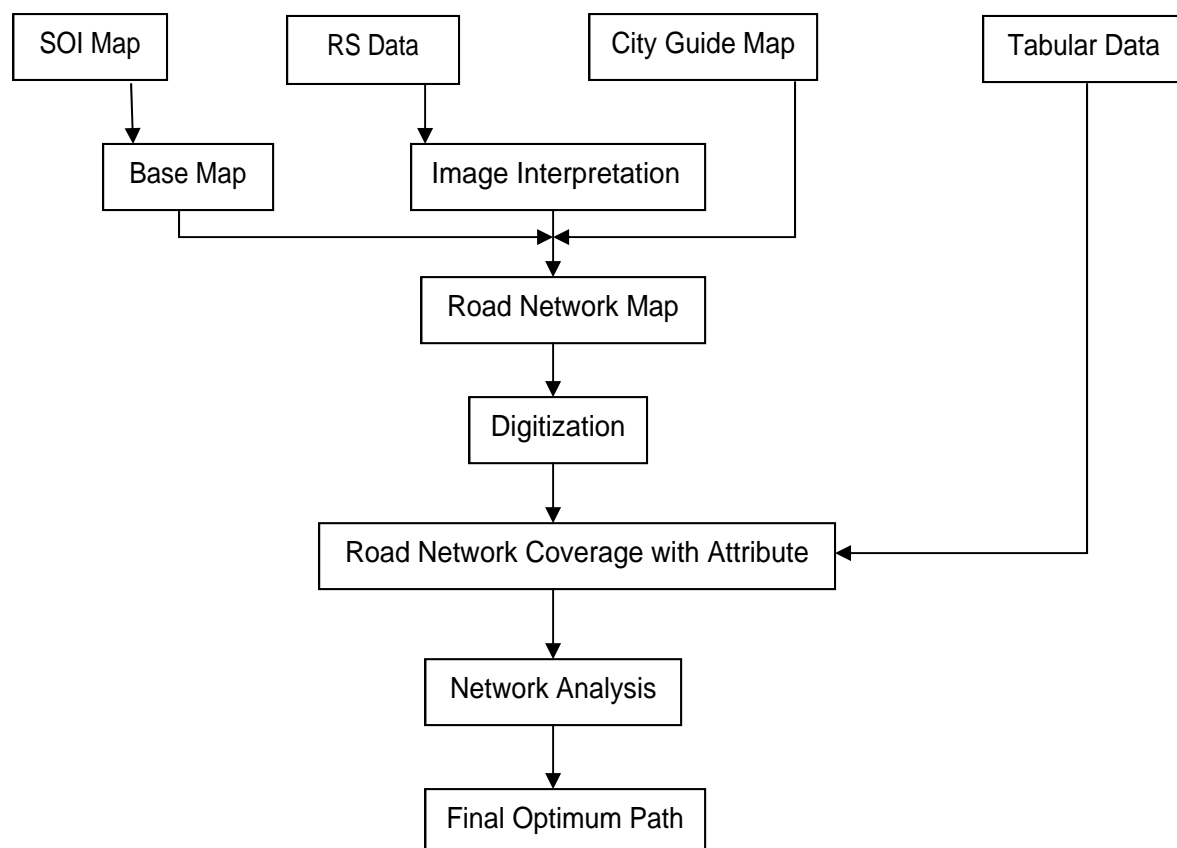 SOI Map
RS Data
City Guide Map
Tabular Data
Base Map
Image Interpretation
Road Network Map
Digitization
Road Network Coverage with Attribute
Network Analysis
Final Optimum Path